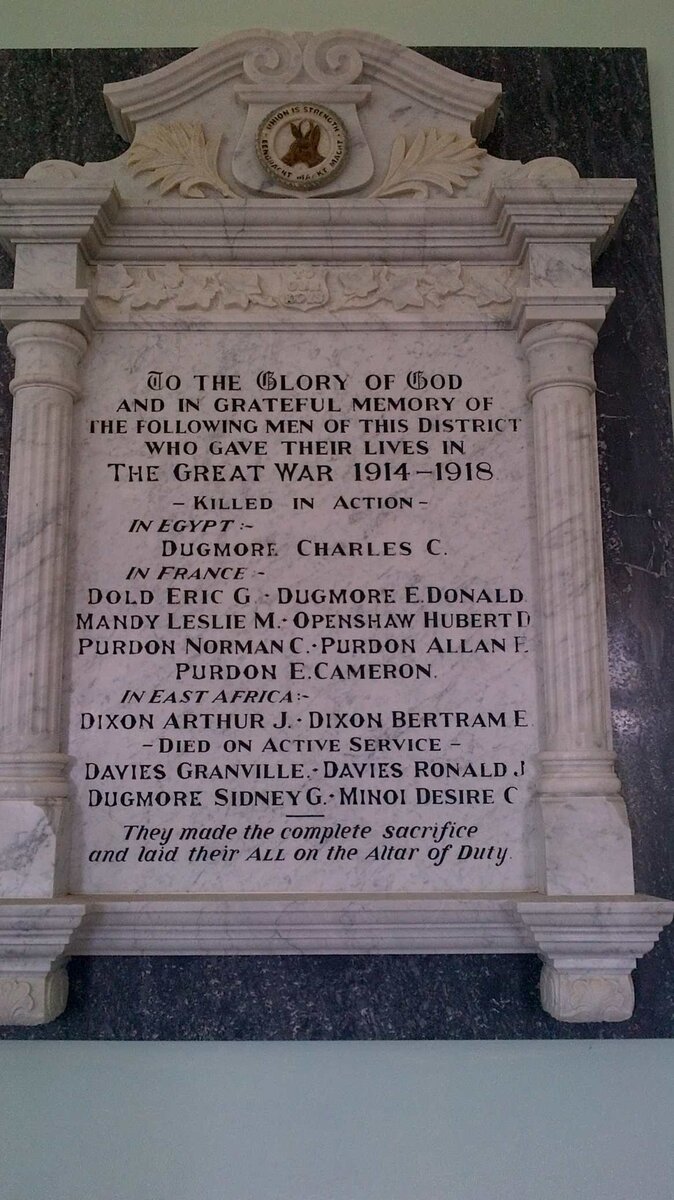 UNION IS STRENGTH
EENDRACHT MAAKT MACHT
TO THE GLORY OF GOD
AND IN GRATEFUL MEMORY OF
THE FOLLOWING MEN OF THIS DISTRICT
WHO GAVE THEIR LIVES IN
THE GREAT WAR 1914-1918
- KILLED IN ACTION -
IN EGYPT:-
DUGMORE CHARLES C.
IN FRANCE:-
DOLD ERIC G. · DUGMORE E. DONALD
MANDY LESLIE M. · OPENSHAW HUBERT D
PURDON NORMAN C. · PURDON ALLAN F.
PURDON E. CAMERON.
IN EAST AFRICA:-
DIXON ARTHUR J. · DIXON BERTRAM E.
- DIED ON ACTIVE SERVICE -
DAVIES GRANVILLE. · DAVIES RONALD J
DUGMORE SIDNEY G. · MINOI DESIRE C
They made the complete sacrifice
and laid their ALL on the Altar of Duty.